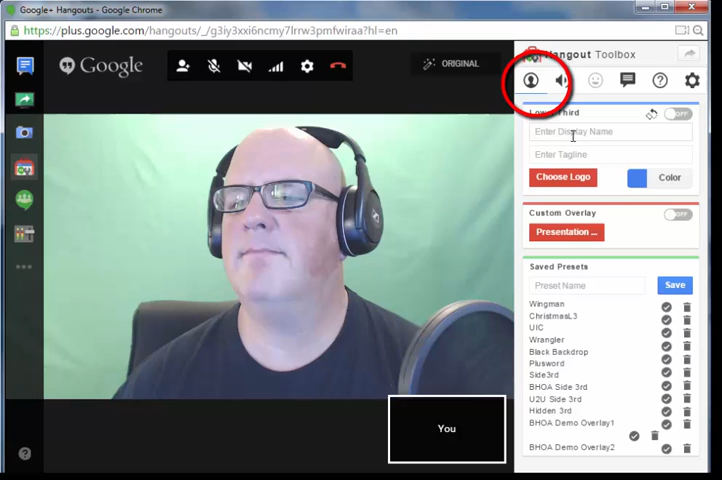 Google+ Hangouts - Google Chrome
https://plus.google.com/hangouts/_/g3iy3xxi6ncmy7lrrw3pmfwiraa?hl=en
Google
ORIGINAL
Hangout Toolbox
Lower Third
OFF
Enter Display Name
Enter Tagline
Choose Logo
Color
Custom Overlay
OFF
Presentation ...
Saved Presets
Preset Name
Save
Wingman
ChristmasL3
UIC
Wrangler
Black Backdrop
Plusword
Side3rd
BHOA Side 3rd
U2U Side 3rd
Hidden 3rd
BHOA Demo Overlay1
BHOA Demo Overlay2
You